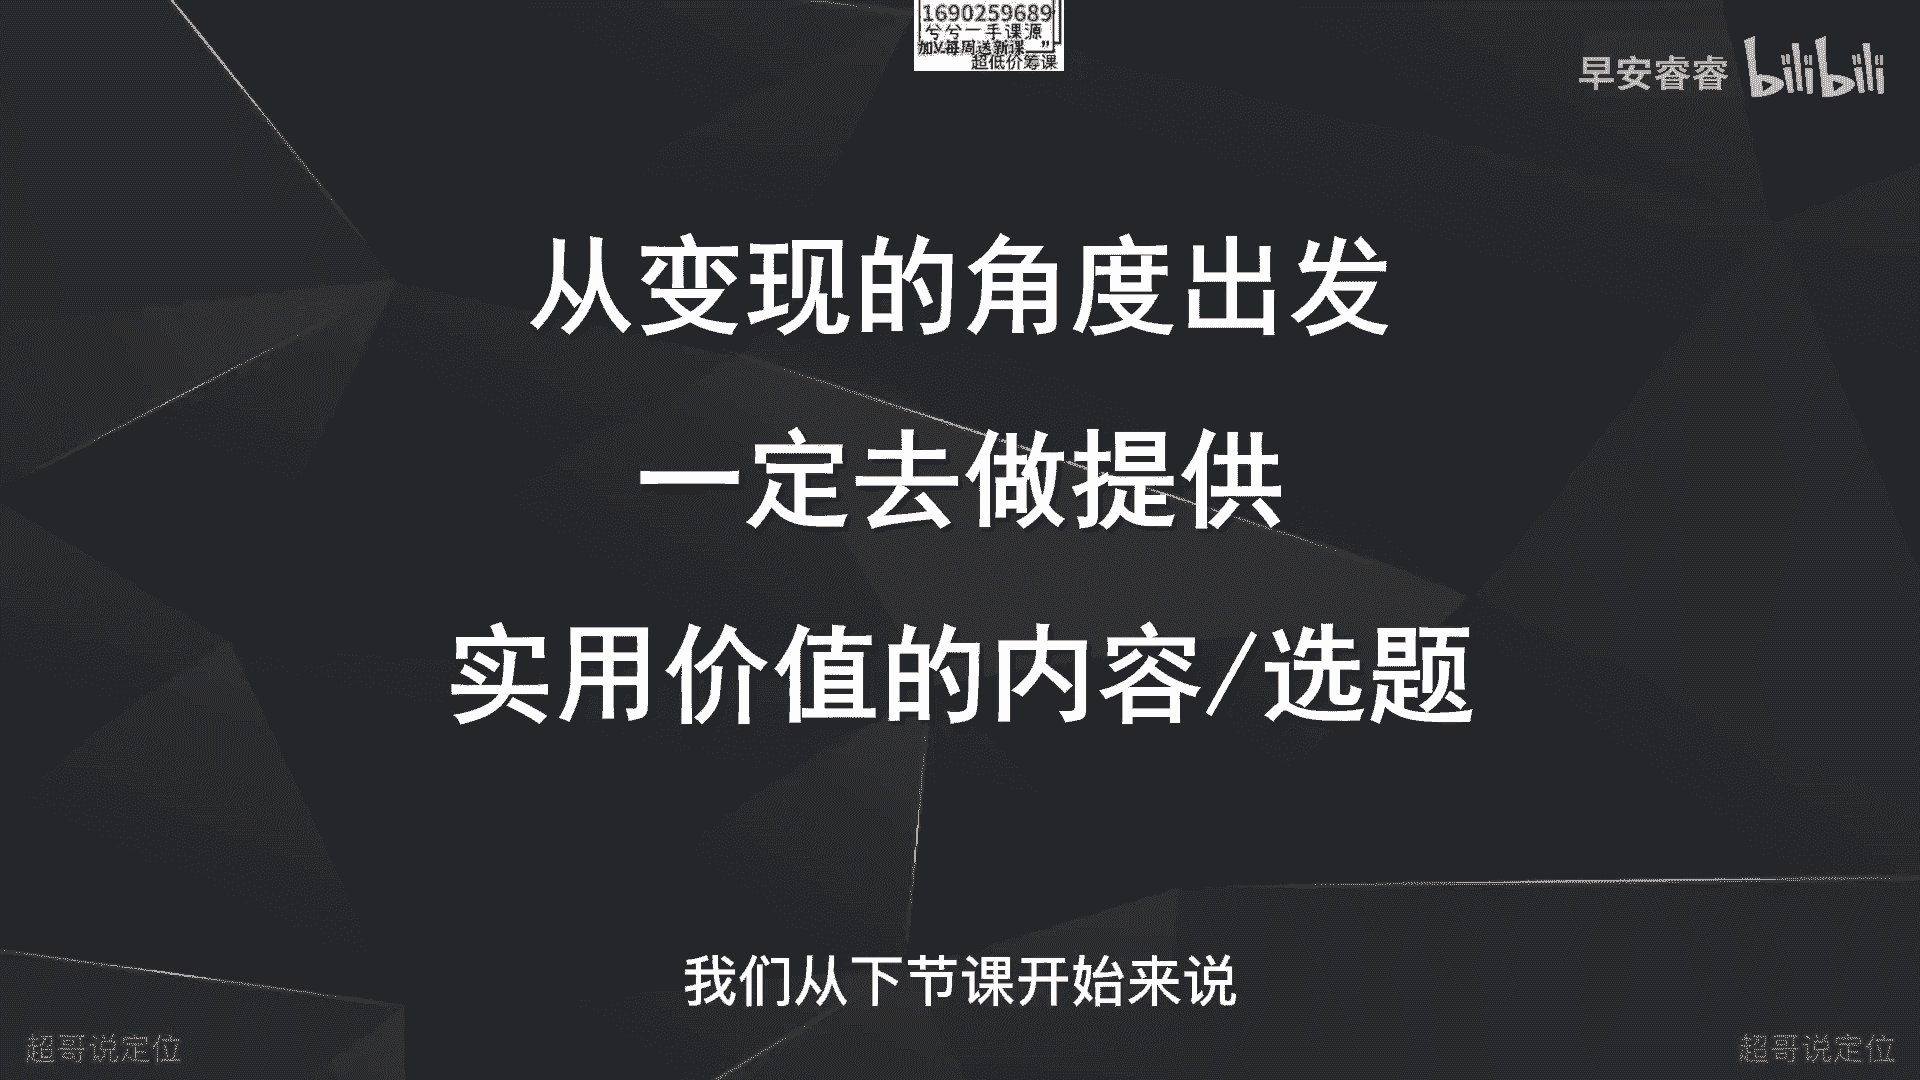 1690259689
兮兮一手课源
加V每周送新课”
超低价筹课
早安睿睿 bilibili
从变现的角度出发
一定去做提供
实用价值的内容/选题
我们从下节课开始来说
超哥说定位
超哥说定位